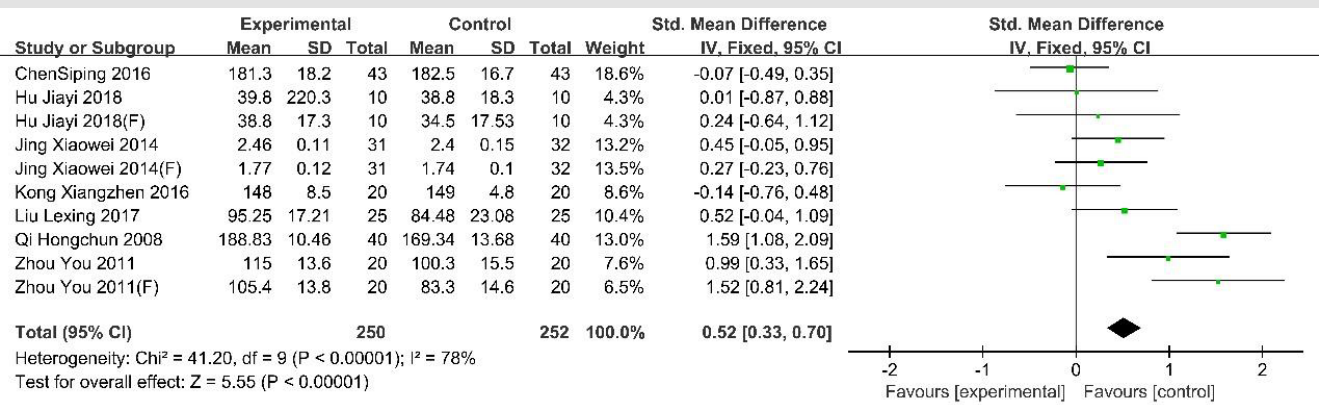 Experimental Control Std. Mean Difference Std. Mean Difference
Study or Subgroup Mean SD Total Mean SD Total Weight IV, Fixed, 95% CI IV, Fixed, 95% CI
ChenSiping 2016 181.3 18.2 43 182.5 16.7 43 18.6% -0.07 [-0.49, 0.35]
Hu Jiayi 2018 39.8 220.3 10 38.8 18.3 10 4.3% 0.01 [-0.87, 0.88]
Hu Jiayi 2018(F) 38.8 17.3 10 34.5 17.53 10 4.3% 0.24 [-0.64, 1.12]
Jing Xiaowei 2014 2.46 0.11 31 2.4 0.15 32 13.2% 0.45 [-0.05, 0.95]
Jing Xiaowei 2014(F) 1.77 0.12 31 1.74 0.1 32 13.5% 0.27 [-0.23, 0.76]
Kong Xiangzhen 2016 148 8.5 20 149 4.8 20 8.6% -0.14 [-0.76, 0.48]
Liu Lexing 2017 95.25 17.21 25 84.48 23.08 25 10.4% 0.52 [-0.04, 1.09]
Qi Hongchun 2008 188.83 10.46 40 169.34 13.68 40 13.0% 1.59 [1.08, 2.09]
Zhou You 2011 115 13.6 20 100.3 15.5 20 7.6% 0.99 [0.33, 1.65]
Zhou You 2011(F) 105.4 13.8 20 83.3 14.6 20 6.5% 1.52 [0.81, 2.24]
Total (95% CI) 250 252 100.0% 0.52 [0.33, 0.70]
Heterogeneity: Chi² = 41.20, df = 9 (P < 0.00001); I² = 78%
Test for overall effect: Z = 5.55 (P < 0.00001)
-2 -1 0 1 2
Favours [experimental] Favours [control]